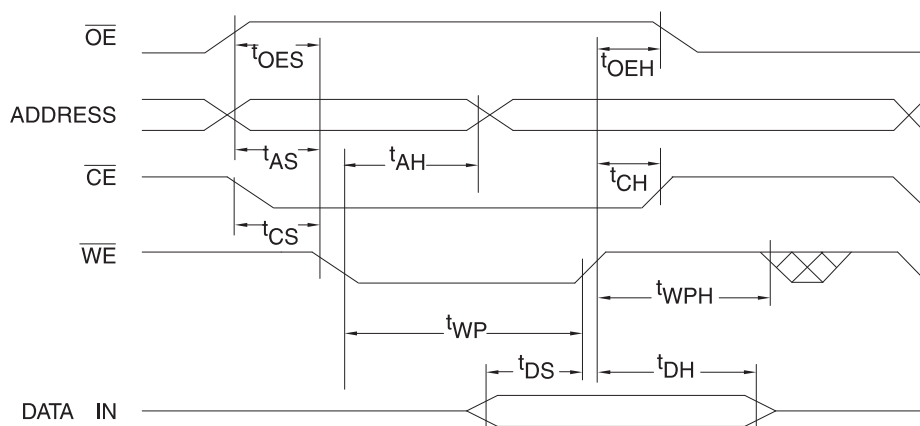 OE
tOES
tOEH
ADDRESS
tAS
tAH
CE
tCH
tCS
WE
tWPH
tWP
tDS
tDH
DATA IN